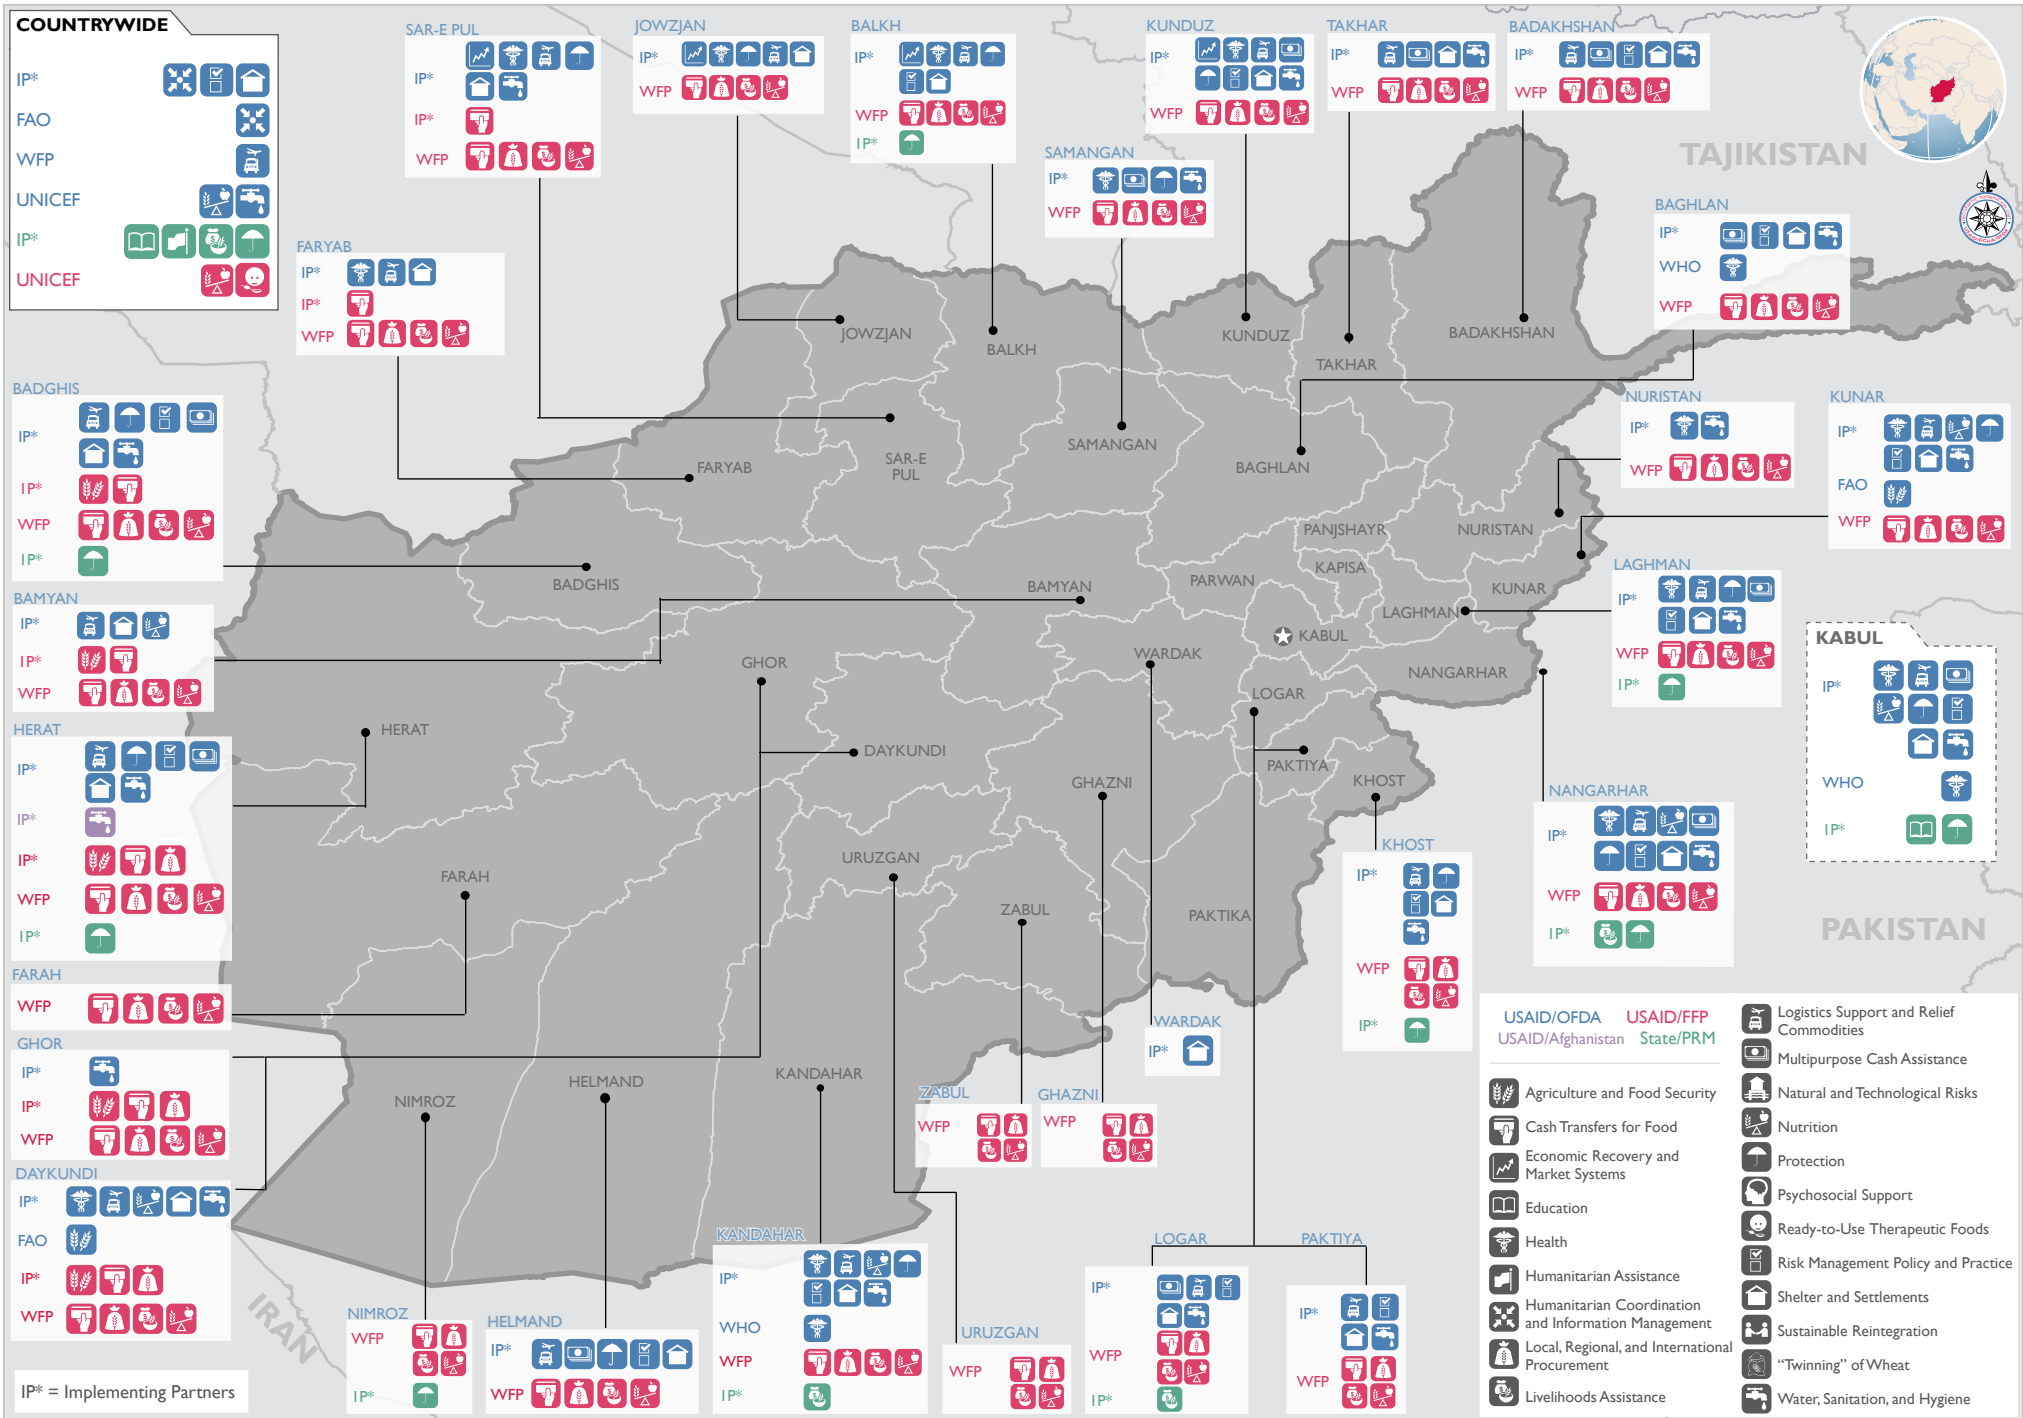 COUNTRYWIDE
IP*
FAO
WFP
UNICEF
IP*
UNICEF
SAR-E PUL
IP*
IP*
WFP
JOWZJAN
IP*
WFP
BALKH
IP*
WFP
IP*
KUNDUZ
IP*
WFP
TAKHAR
IP*
WFP
BADAKHSHAN
IP*
WFP
SAMANGAN
IP*
WFP
TAJIKISTAN
BAGHLAN
IP*
WHO
WFP
FARYAB
IP*
IP*
WFP
JOWZJAN
BALKH
KUNDUZ
TAKHAR
BADAKHSHAN
BADGHIS
IP*
IP*
WFP
IP*
NURISTAN
IP*
WFP
KUNAR
IP*
FAO
WFP
FARYAB
SAR-E
PUL
SAMANGAN
BAGHLAN
PANJSHAYR
NURISTAN
BADGHIS
BAMYAN
PARWAN
KAPISA
KUNAR
LAGHMAN
KABUL
LAGHMAN
IP*
WFP
IP*
BAMYAN
IP*
IP*
WFP
KABUL
IP*
WHO
IP*
GHOR
WARDAK
NANGARHAR
LOGAR
HERAT
IP*
IP*
IP*
WFP
IP*
HERAT
DAYKUNDI
PAKTIYA
GHAZNI
KHOST
NANGARHAR
IP*
WFP
IP*
KHOST
IP*
WFP
IP*
URUZGAN
FARAH
ZABUL
PAKTIKA
PAKISTAN
FARAH
WFP
GHOR
IP*
IP*
WFP
WARDAK
IP*
NIMROZ
HELMAND
KANDAHAR
ZABUL
WFP
GHAZNI
WFP
DAYKUNDI
IP*
FAO
IP*
WFP
IRAN
NIMROZ
WFP
IP*
HELMAND
IP*
WFP
KANDAHAR
IP*
WHO
WFP
IP*
URUZGAN
WFP
LOGAR
IP*
WFP
IP*
PAKTIYA
IP*
WFP
IP* = Implementing Partners
USAID/OFDA
USAID/FFP
USAID/Afghanistan
State/PRM
Agriculture and Food Security
Cash Transfers for Food
Economic Recovery and
Market Systems
Education
Health
Humanitarian Assistance
Humanitarian Coordination
and Information Management
Local, Regional, and International
Procurement
Livelihoods Assistance
Logistics Support and Relief
Commodities
Multipurpose Cash Assistance
Natural and Technological Risks
Nutrition
Protection
Psychosocial Support
Ready-to-Use Therapeutic Foods
Risk Management Policy and Practice
Shelter and Settlements
Sustainable Reintegration
“Twinning” of Wheat
Water, Sanitation, and Hygiene